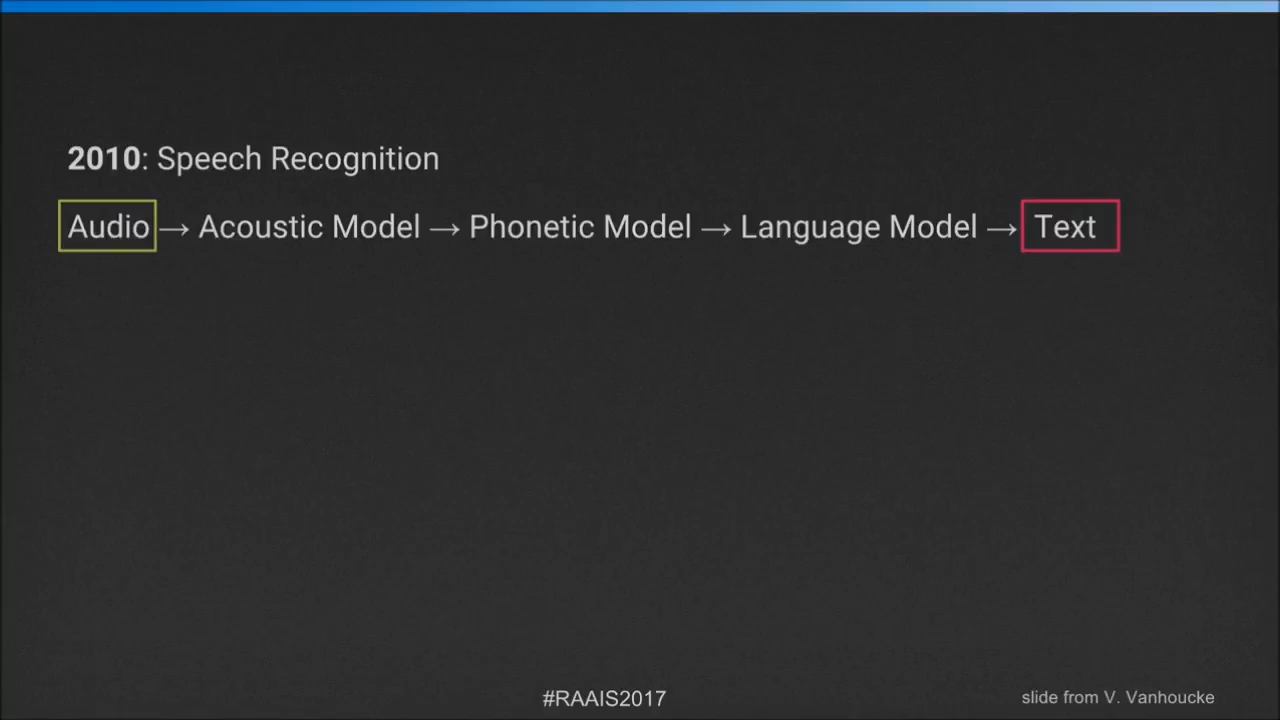 2010: Speech Recognition
Audio → Acoustic Model → Phonetic Model → Language Model → Text
#RAAIS2017
slide from V. Vanhoucke